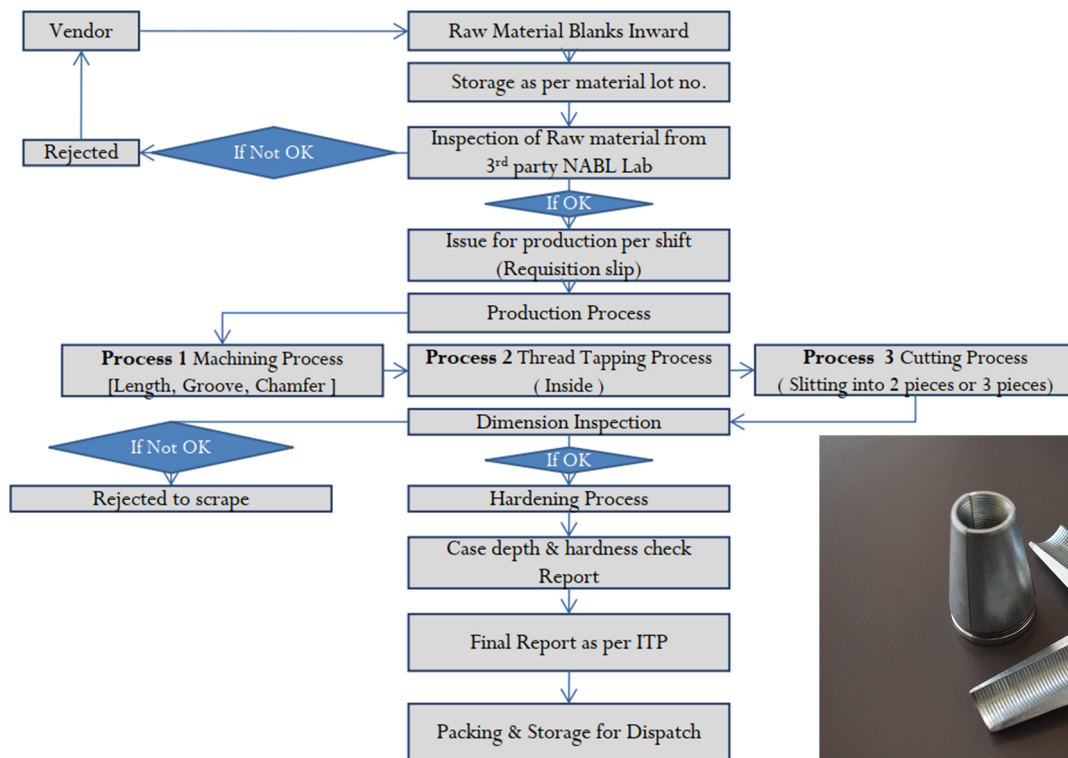 Vendor
Raw Material Blanks Inward
Storage as per material lot no.
Rejected
If Not OK
Inspection of Raw material from
3rd party NABL Lab
If OK
Issue for production per shift
(Requisition slip)
Production Process
Process 1 Machining Process
[Length, Groove, Chamfer ]
Process 2 Thread Tapping Process
( Inside )
Process 3 Cutting Process
( Slitting into 2 pieces or 3 pieces)
Dimension Inspection
If Not OK
If OK
Rejected to scrape
Hardening Process
Case depth & hardness check
Report
Final Report as per ITP
Packing & Storage for Dispatch